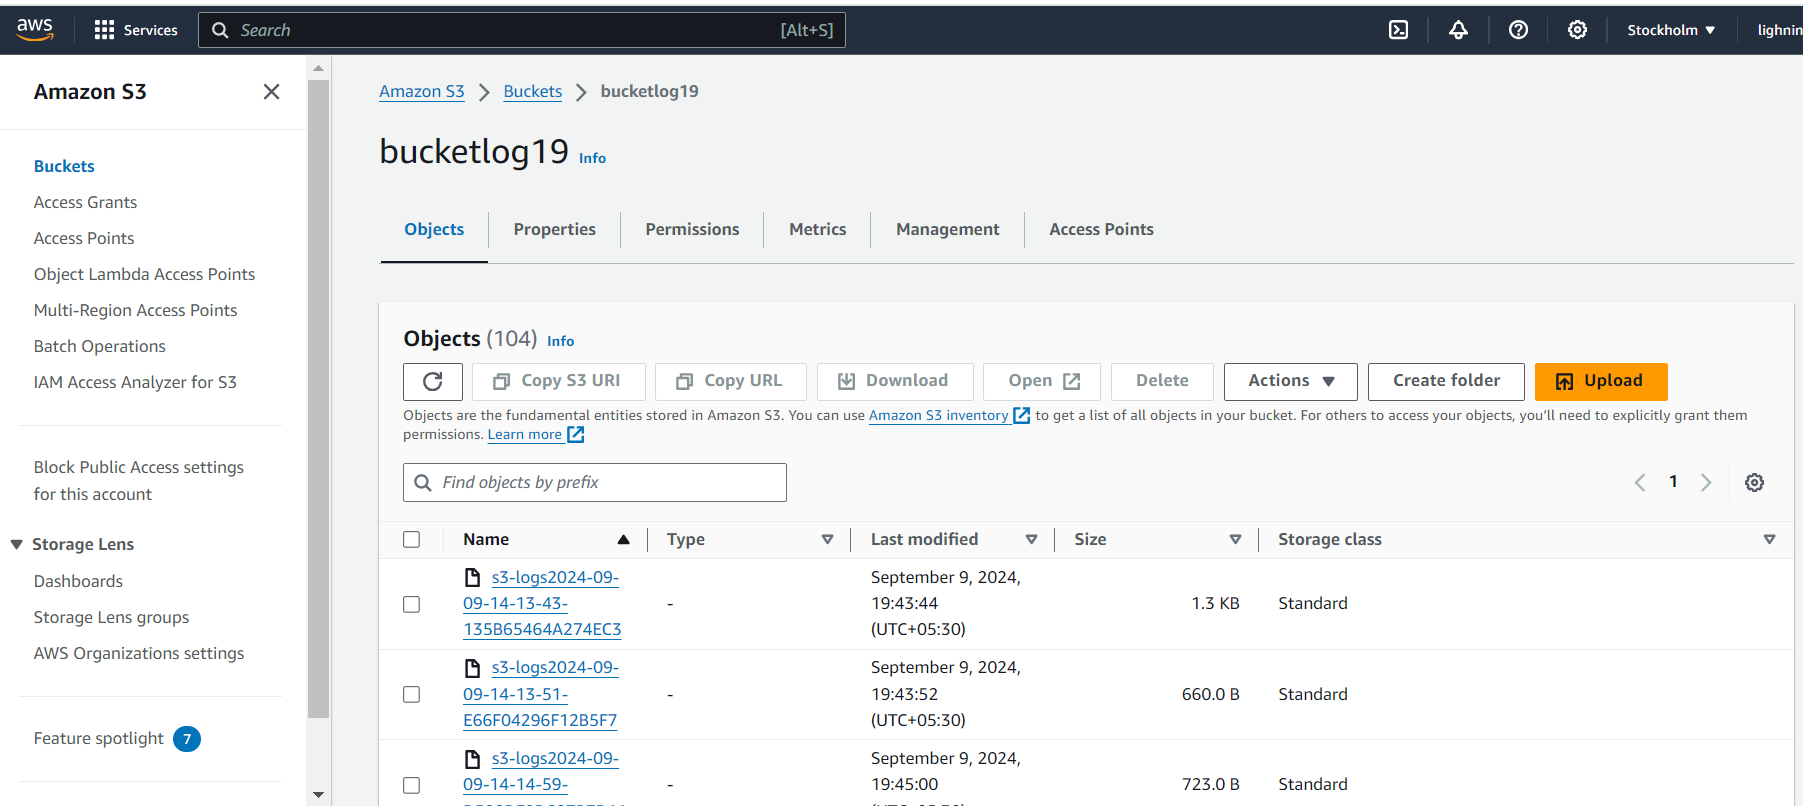 aws
Services
Search
[Alt+S]
Stockholm
Amazon S3
Buckets
Access Grants
Access Points
Object Lambda Access Points
Multi-Region Access Points
Batch Operations
IAM Access Analyzer for S3
Block Public Access settings
for this account
Storage Lens
Dashboards
Storage Lens groups
AWS Organizations settings
Feature spotlight 7
Amazon S3 > Buckets > bucketlog19
bucketlog19 Info
Objects
Properties
Permissions
Metrics
Management
Access Points
Objects (104) Info
Copy S3 URI
Copy URL
Download
Open
Delete
Actions
Create folder
Upload
Objects are the fundamental entities stored in Amazon S3. You can use Amazon S3 inventory to get a list of all objects in your bucket. For others to access your objects, you’ll need to explicitly grant them
permissions. Learn more
Find objects by prefix
1
Name
Type
Last modified
Size
Storage class
s3-logs2024-09-
09-14-13-43-
135B65464A274EC3
-
September 9, 2024,
19:43:44
(UTC+05:30)
1.3 KB
Standard
s3-logs2024-09-
09-14-13-51-
E66F04296F12B5F7
-
September 9, 2024,
19:43:52
(UTC+05:30)
660.0 B
Standard
s3-logs2024-09-
09-14-14-59-
-
September 9, 2024,
19:45:00
723.0 B
Standard